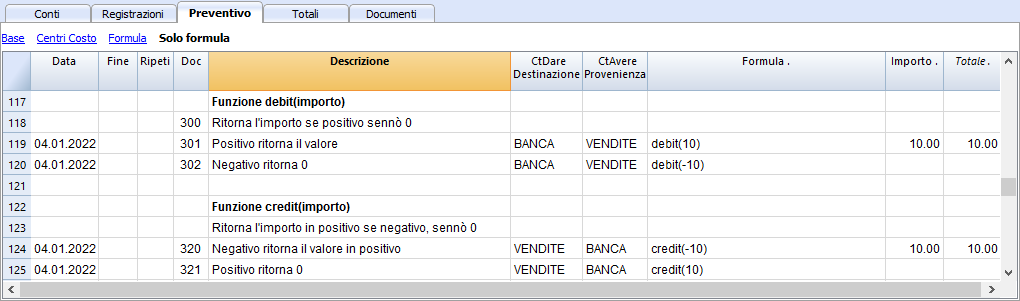 Conti Registrazioni Preventivo Totali Documenti
Base Centri Costo Formula Solo formula
Data Fine Ripeti Doc Descrizione CtDare Destinazione CtAvere Provenienza Formula . Importo . Totale .
117 Funzione debit(importo)
118 300 Ritorna l'importo se positivo sennò 0
119 04.01.2022 301 Positivo ritorna il valore BANCA VENDITE debit(10) 10.00 10.00
120 04.01.2022 302 Negativo ritorna 0 BANCA VENDITE debit(-10)
121
122 Funzione credit(importo)
123 Ritorna l'importo in positivo se negativo, sennò 0
124 04.01.2022 320 Negativo ritorna il valore in positivo VENDITE BANCA credit(-10) 10.00 10.00
125 04.01.2022 321 Positivo ritorna 0 VENDITE BANCA credit(10)